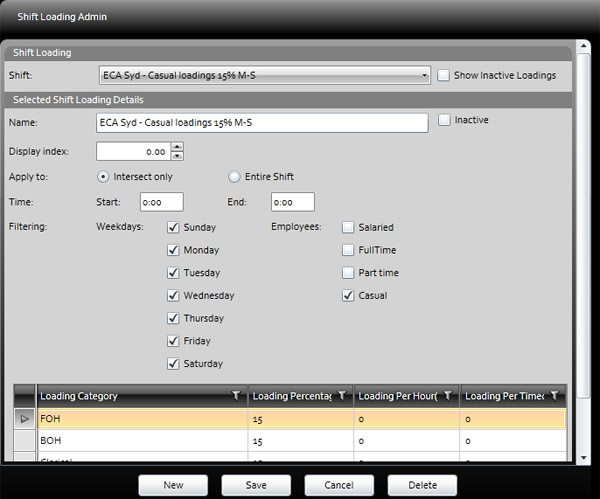 Shift Loading Admin
Shift Loading
Shift: ECA Syd - Casual loadings 15% M-S Show Inactive Loadings
Selected Shift Loading Details
Name: ECA Syd - Casual loadings 15% M-S Inactive
Display index: 0.00
Apply to: Intersect only Entire Shift
Time: Start: 0:00 End: 0:00
Filtering: Weekdays: Sunday Employees: Salaried
Monday FullTime
Tuesday Part time
Wednesday Casual
Thursday
Friday
Saturday
Loading Category Loading Percentag Loading Per Hour( Loading Per Timec
FOH 15 0 0
BOH 15 0 0
New Save Cancel Delete